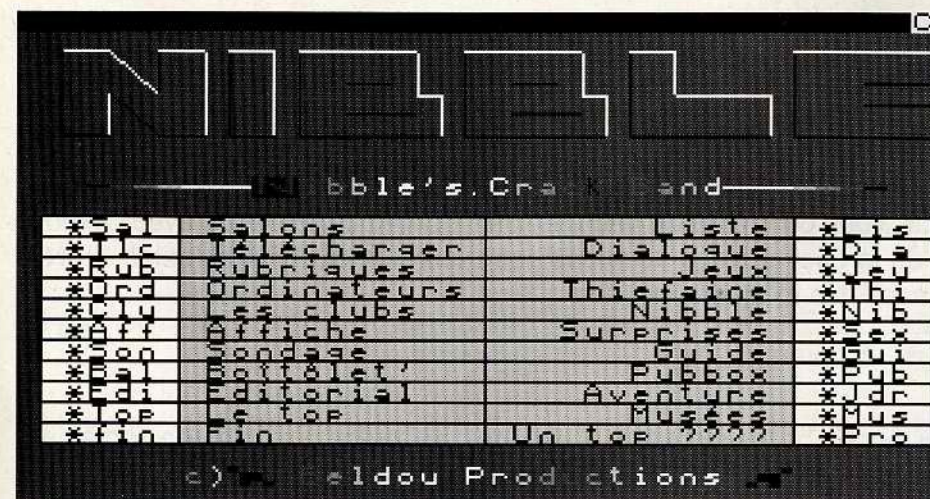 NIBBLE
bble's.Cra k and
*Sal Salons Liste *Lis
*Tlc Télécharger Dialogue *Dia
*Rub Rubriques Jeux *Jeu
*Ord Ordinateurs Thiefaine *Thi
*Clu Les clubs Nibble *Nib
*Aff Affiche Surprises *Sex
*Son Sondage Guide *Gui
*Bal BoîtÀlet' Pubbox *Pub
*Edi Editorial Aventure *Jdr
*Top Le top Musées *Mus
*fin Fin Un top ???? *Pro
c) eldou Prod ctions